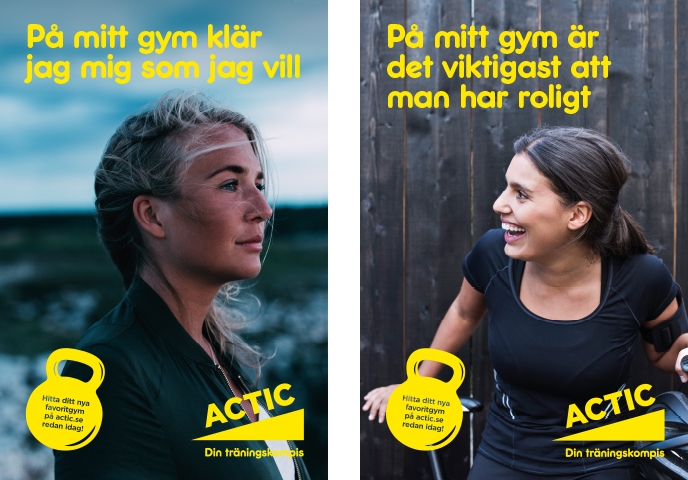 På mitt gym klär
jag mig som jag vill
Hitta ditt nya
favoritgym
på actic.se
redan idag!
ACTIC
Din träningskompis
På mitt gym är
det viktigast att
man har roligt
Hitta ditt nya
favoritgym
på actic.se
redan idag!
ACTIC
Din träningskompis